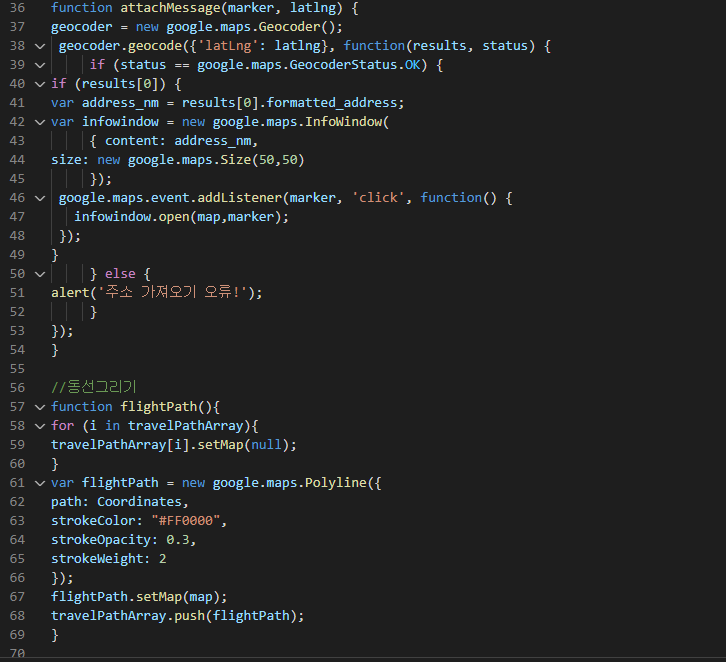 36 function attachMessage(marker, latlng) {
37 geocoder = new google.maps.Geocoder();
38 geocoder.geocode({'latLng': latlng}, function(results, status) {
39 if (status == google.maps.GeocoderStatus.OK) {
40 if (results[0]) {
41 var address_nm = results[0].formatted_address;
42 var infowindow = new google.maps.InfoWindow(
43 { content: address_nm,
44 size: new google.maps.Size(50,50)
45 });
46 google.maps.event.addListener(marker, 'click', function() {
47 infowindow.open(map,marker);
48 });
49 }
50 } else {
51 alert('주소 가져오기 오류!');
52 }
53 });
54 }
55
56 //동선그리기
57 function flightPath(){
58 for (i in travelPathArray){
59 travelPathArray[i].setMap(null);
60 }
61 var flightPath = new google.maps.Polyline({
62 path: Coordinates,
63 strokeColor: "#FF0000",
64 strokeOpacity: 0.3,
65 strokeWeight: 2
66 });
67 flightPath.setMap(map);
68 travelPathArray.push(flightPath);
69 }
70